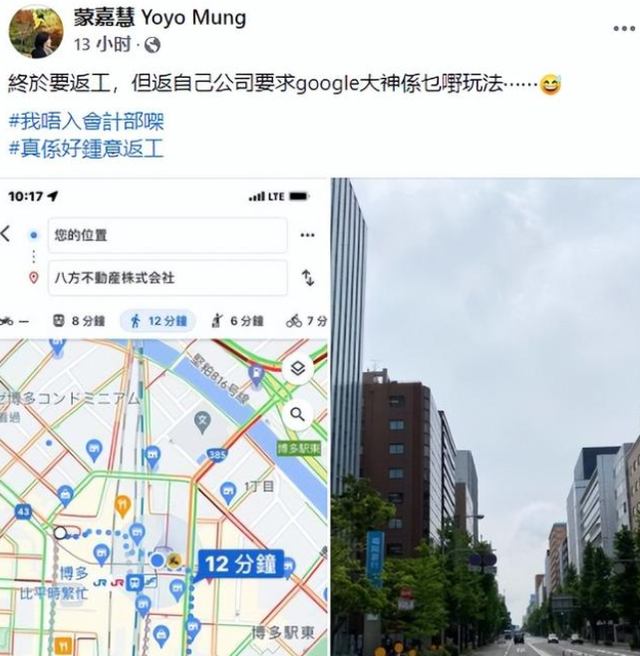 蒙嘉慧 Yoyo Mung
13 小时
終於要返工，但返自己公司要求google大神係乜嘢玩法⋯⋯😅
#我唔入會計部㗎
#真係好鍾意返工
10:17
LTE
您的位置
八方不動産株式会社
8 分鐘
12 分鐘
6 分鐘
7 分
堅粕816号線
博多コンドミニアム
博多駅東
385
1丁目
43
12 分鐘
博多
JR JR
比平時繁忙
博多駅東